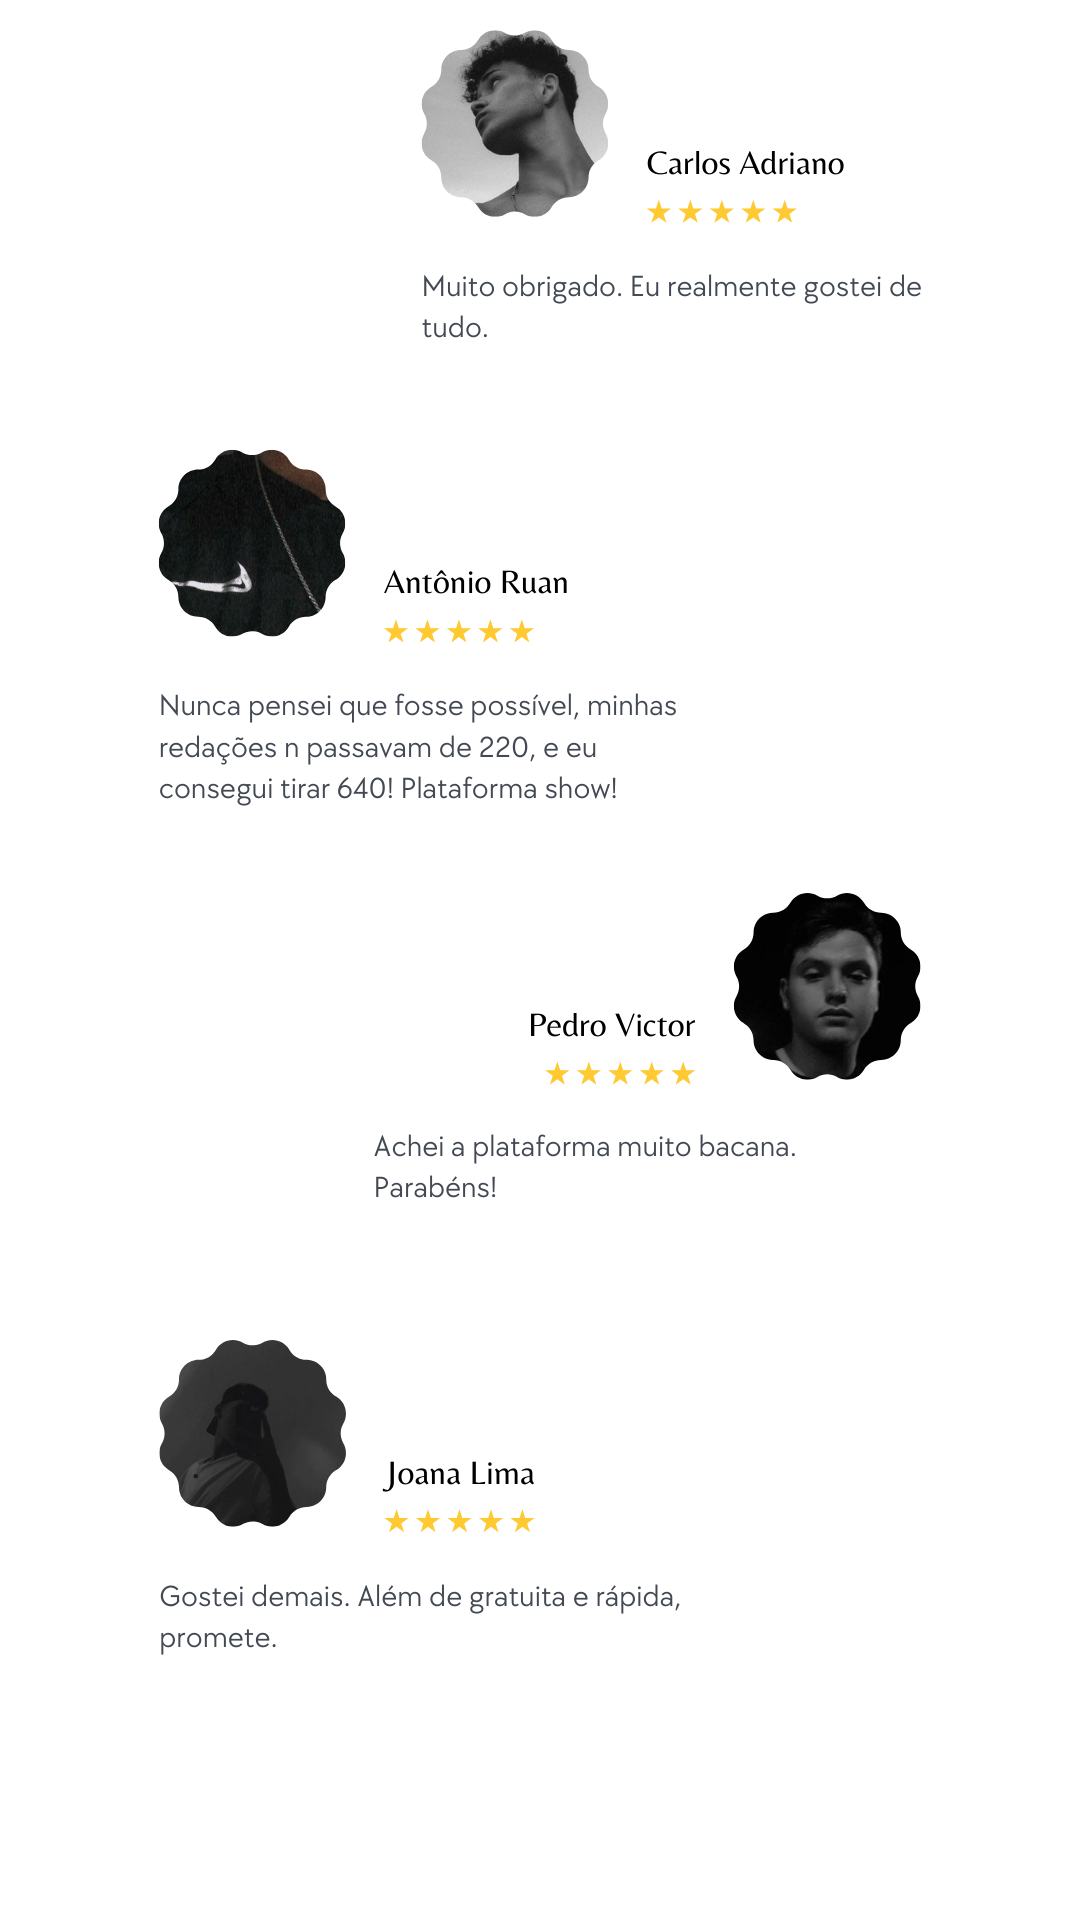 Carlos Adriano
★★★★★
Muito obrigado. Eu realmente gostei de
tudo.
Antônio Ruan
★★★★★
Nunca pensei que fosse possível, minhas
redações n passavam de 220, e eu
consegui tirar 640! Plataforma show!
Pedro Victor
★★★★★
Achei a plataforma muito bacana.
Parabéns!
Joana Lima
★★★★★
Gostei demais. Além de gratuita e rápida,
promete.